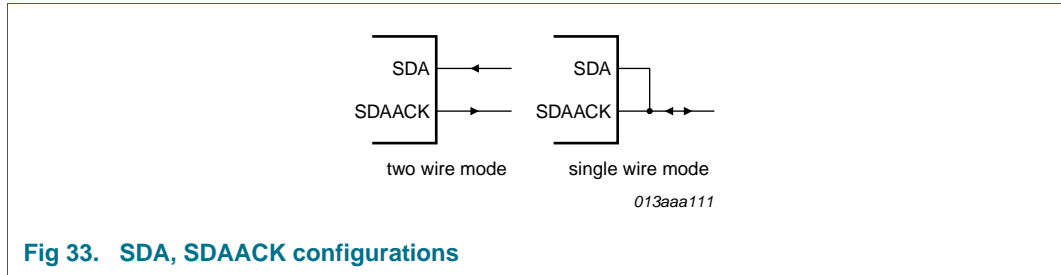 SDA
SDAACK
two wire mode
SDA
SDAACK
single wire mode
013aaa111
Fig 33. SDA, SDAACK configurations